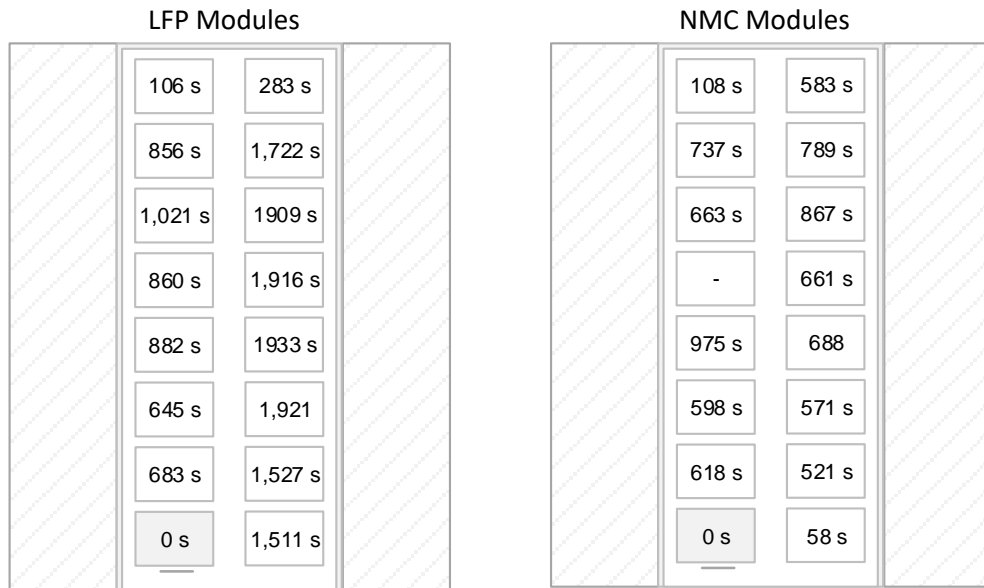 LFP Modules
NMC Modules
106 s 283 s
108 s 583 s
856 s 1,722 s
737 s 789 s
1,021 s 1909 s
663 s 867 s
860 s 1,916 s
- 661 s
882 s 1933 s
975 s 688
645 s 1,921
598 s 571 s
683 s 1,527 s
618 s 521 s
0 s 1,511 s
0 s 58 s